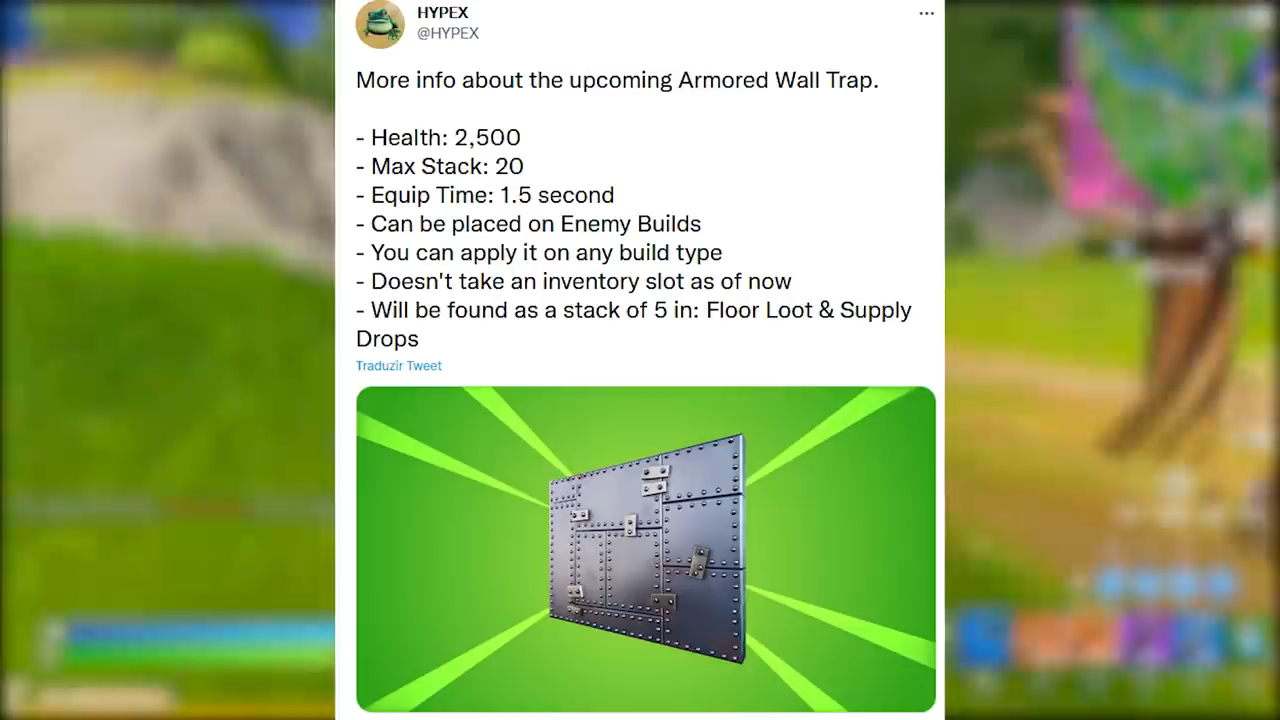 HYPEX
@HYPEX
More info about the upcoming Armored Wall Trap.
- Health: 2,500
- Max Stack: 20
- Equip Time: 1.5 second
- Can be placed on Enemy Builds
- You can apply it on any build type
- Doesn't take an inventory slot as of now
- Will be found as a stack of 5 in: Floor Loot & Supply
Drops
Traduzir Tweet